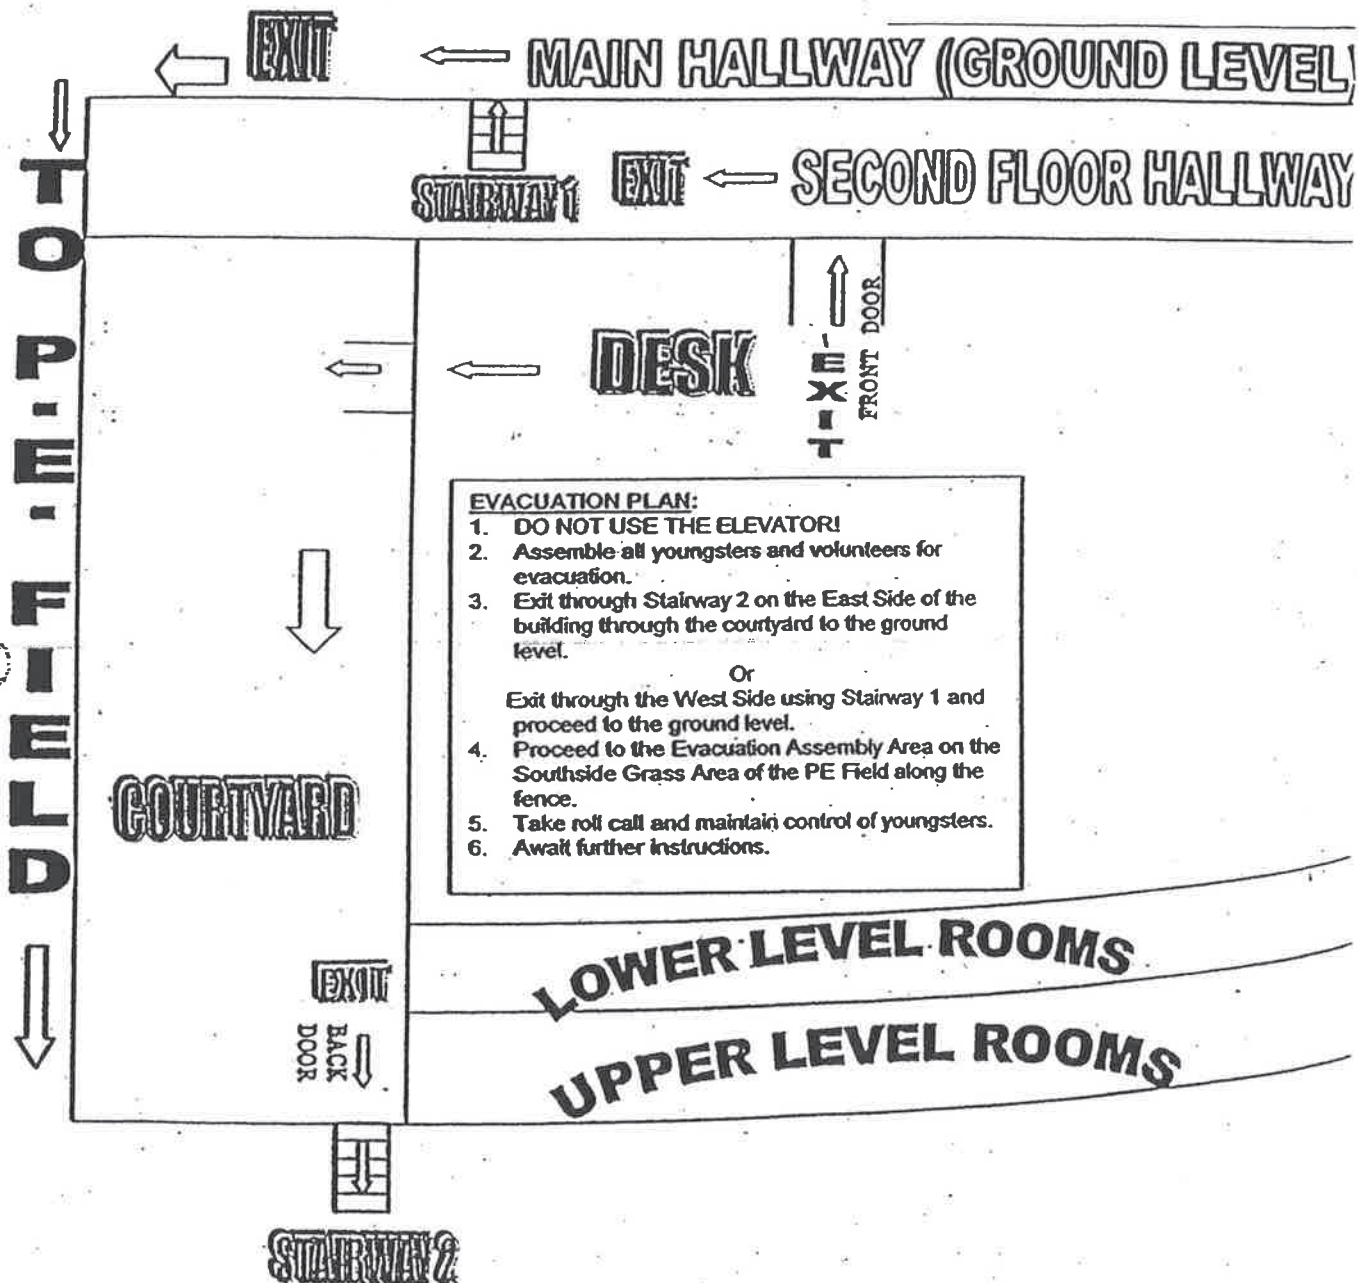 EXIT
MAIN HALLWAY (GROUND LEVEL)
STAIRWAY 1
EXIT
SECOND FLOOR HALLWAY
TO P-E- FIELD
DESK
EXIT
FRONT DOOR
EVACUATION PLAN:
1. DO NOT USE THE ELEVATOR!
2. Assemble all youngsters and volunteers for
evacuation.
3. Exit through Stairway 2 on the East Side of the
building through the courtyard to the ground
level.
Or
Exit through the West Side using Stairway 1 and
proceed to the ground level.
4. Proceed to the Evacuation Assembly Area on the
Southside Grass Area of the PE Field along the
fence.
5. Take roll call and maintain control of youngsters.
6. Await further instructions.
COURTYARD
LOWER LEVEL ROOMS
EXIT
BACK
DOOR
UPPER LEVEL ROOMS
STAIRWAY 2